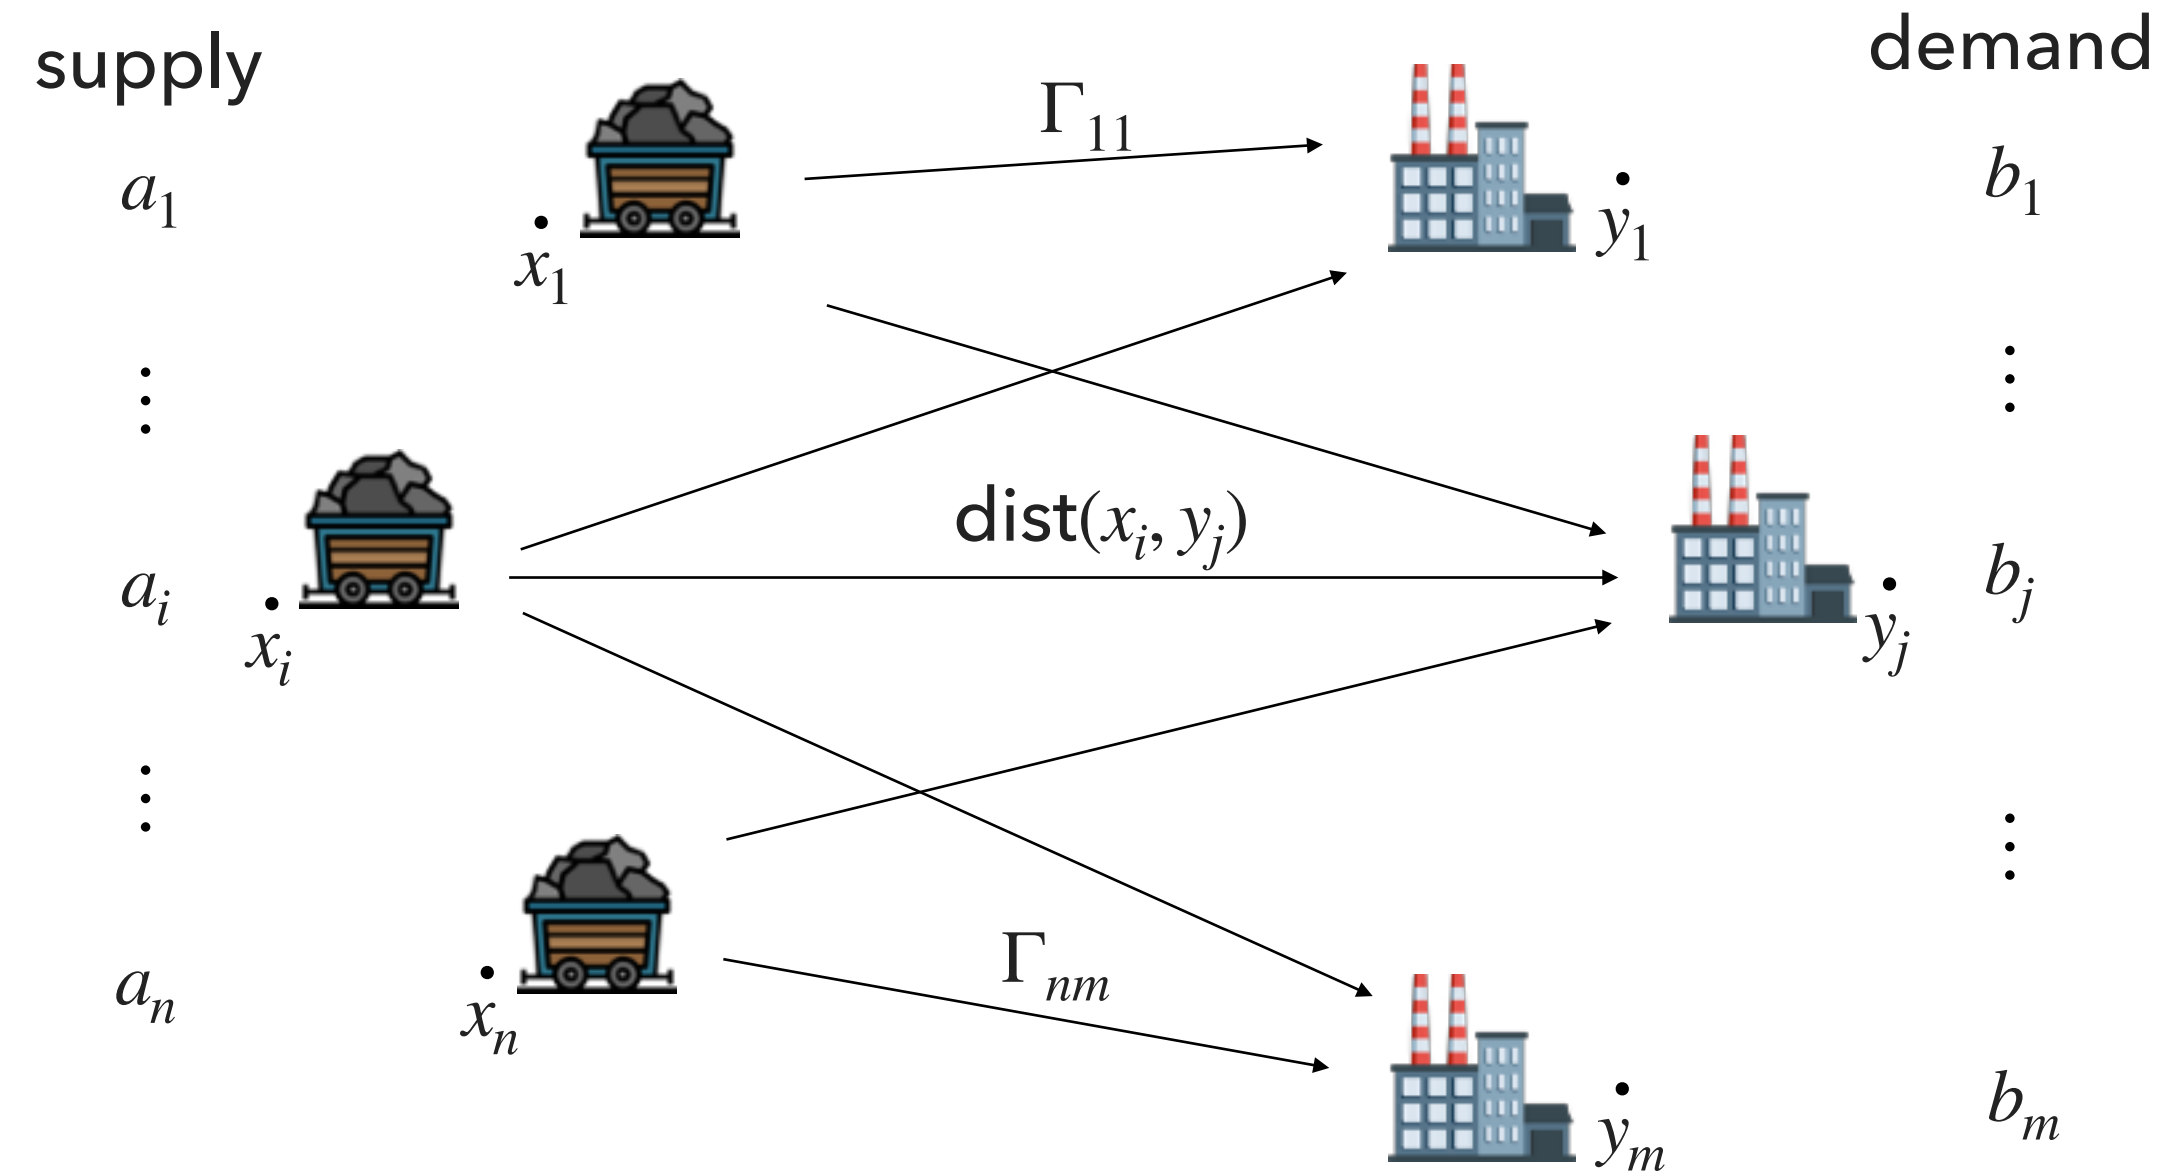 supply
demand
Γ₁₁
a₁
x₁
y₁
b₁
⋮
⋮
dist(xᵢ, yⱼ)
aᵢ
xᵢ
yⱼ
bⱼ
⋮
⋮
Γₙₘ
aₙ
xₙ
yₘ
bₘ